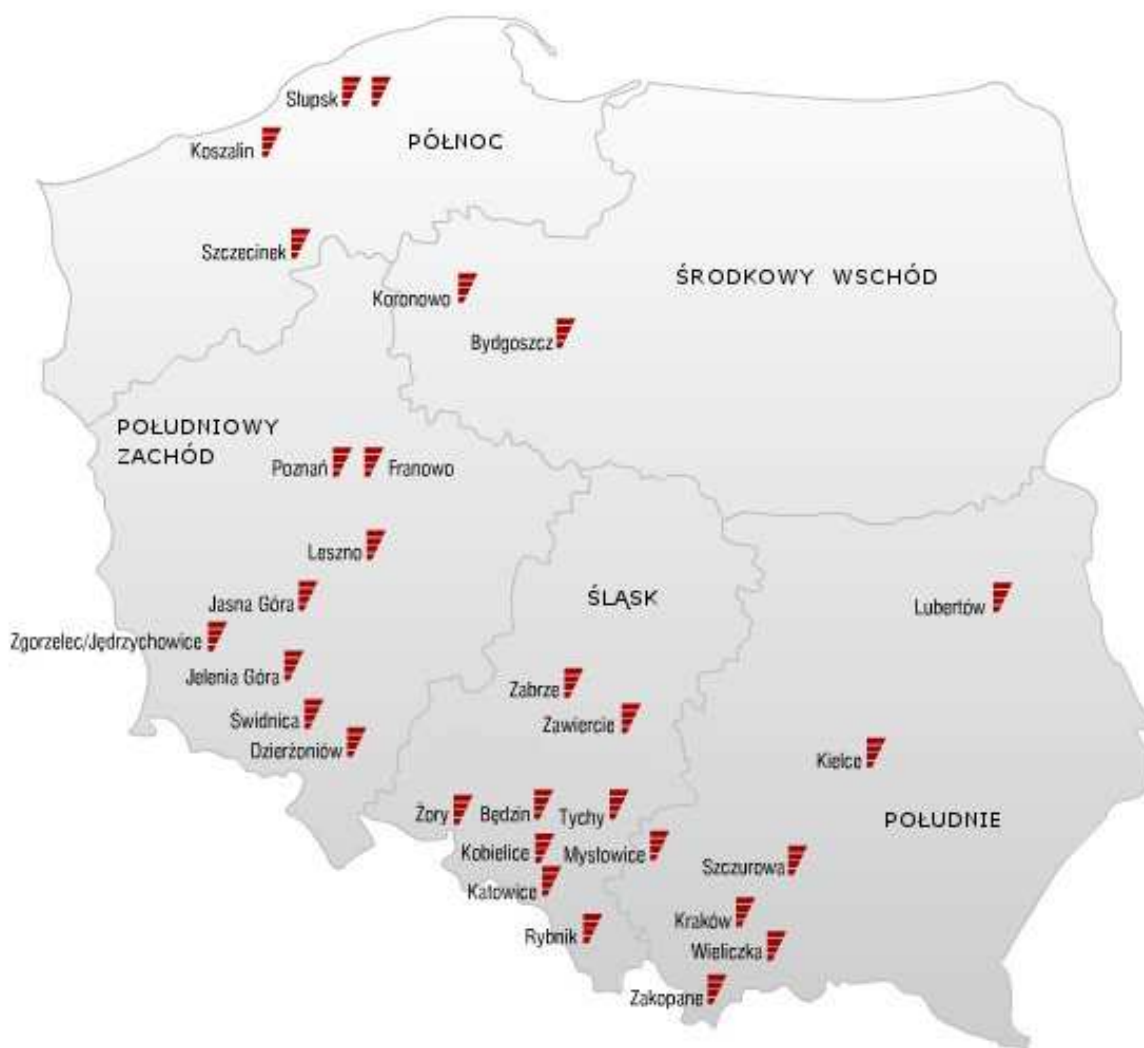 Słupsk
PÓŁNOC
Koszalin
Szczecinek
ŚRODKOWY WSCHÓD
Koronowo
Bydgoszcz
POŁUDNIOWY
ZACHÓD
Poznań
Franowo
Leszno
Jasna Góra
ŚLĄSK
Lubertów
Zgorzelec/Jędrzychowice
Jelenia Góra
Zabrze
Świdnica
Zawiercie
Dzierżoniów
Kielce
Żory
Będzin
Tychy
POŁUDNIE
Kobielice
Mysłowice
Szczurowa
Katowice
Kraków
Rybnik
Wieliczka
Zakopane